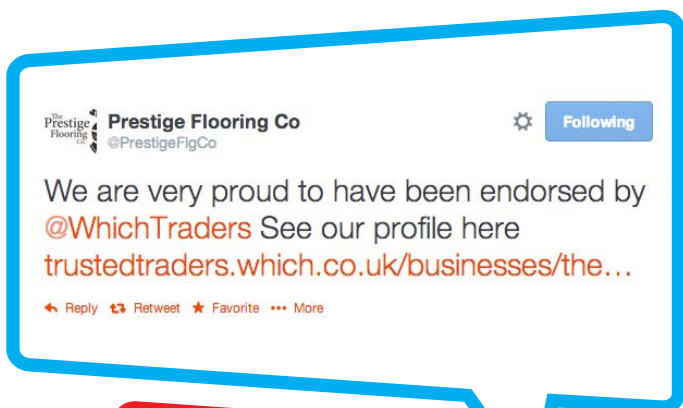 The
Prestige
Flooring
Co
Prestige Flooring Co
@PrestigeFlgCo
Following
We are very proud to have been endorsed by
@WhichTraders See our profile here
trustedtraders.which.co.uk/businesses/the...
Reply Retweet Favorite More